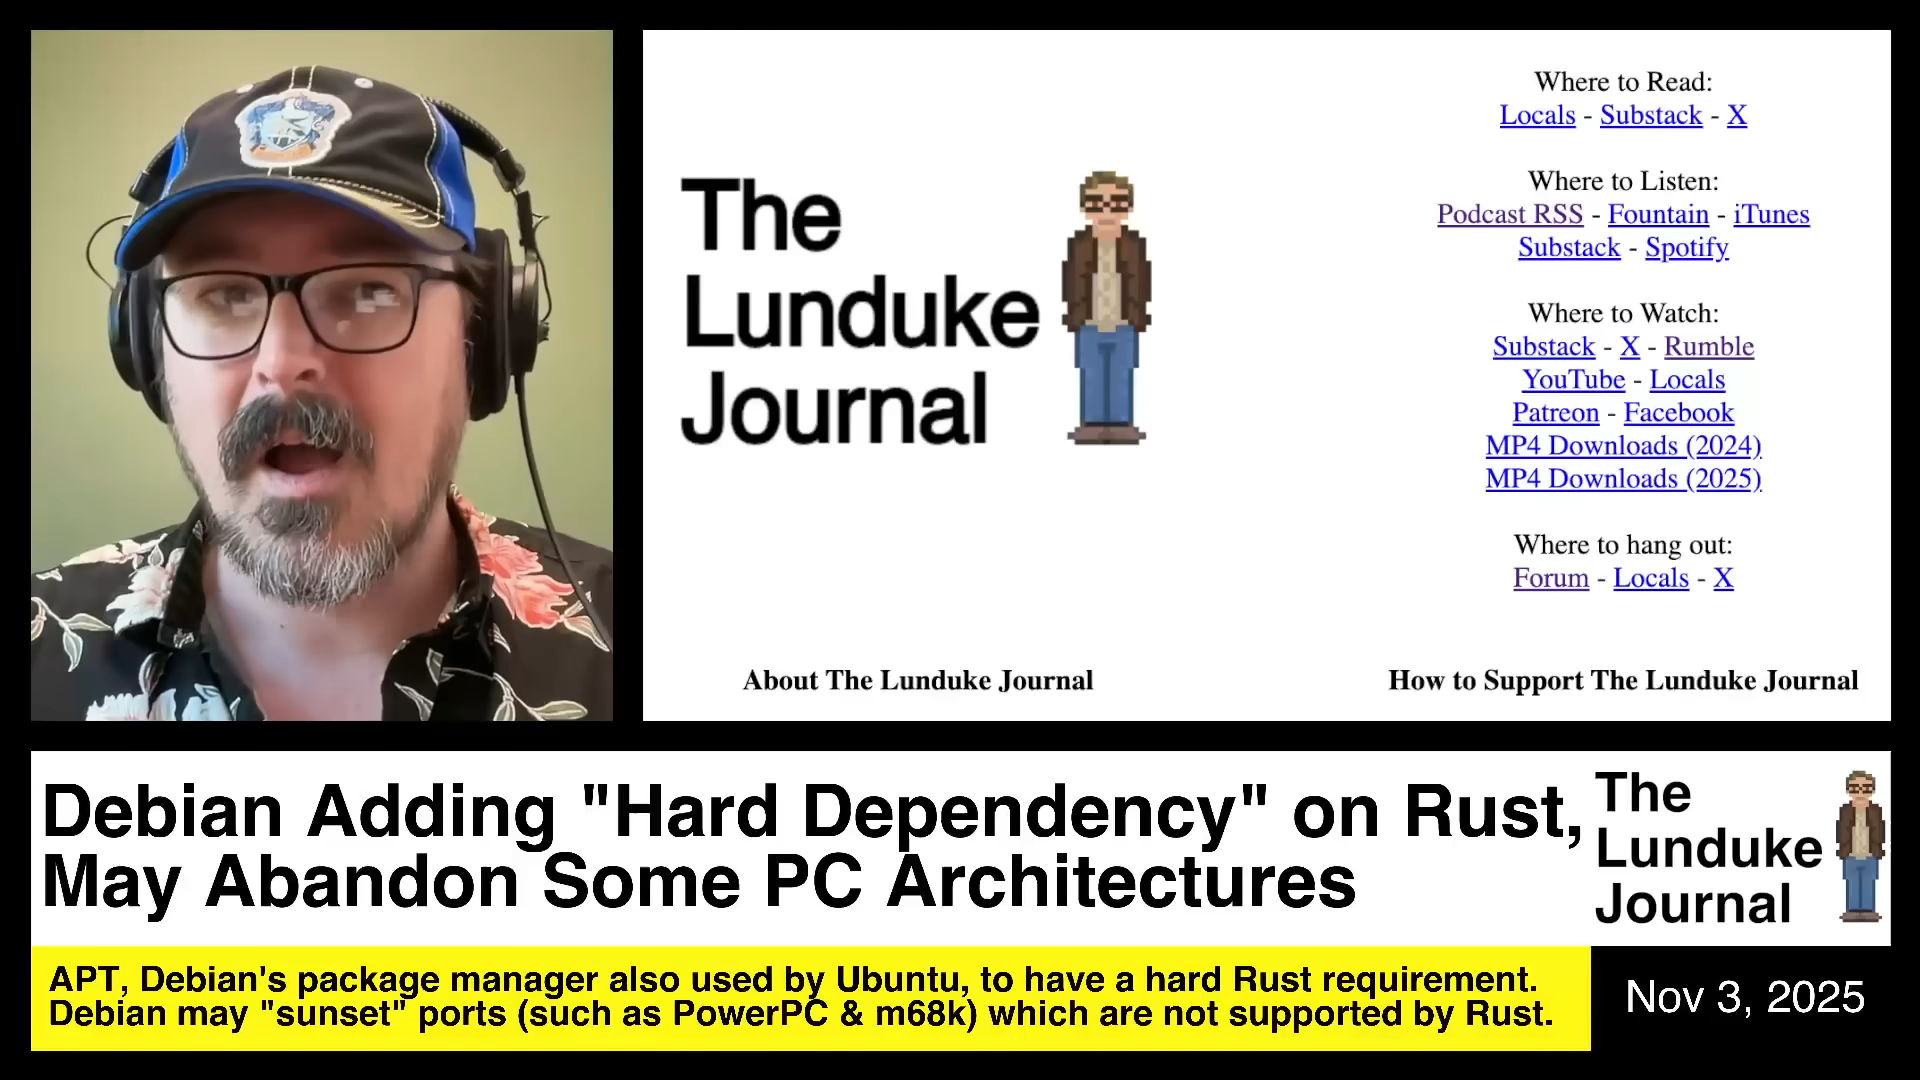 The
Lunduke
Journal
Where to Read:
Locals - Substack - X
Where to Listen:
Podcast RSS - Fountain - iTunes
Substack - Spotify
Where to Watch:
Substack - X - Rumble
YouTube - Locals
Patreon - Facebook
MP4 Downloads (2024)
MP4 Downloads (2025)
Where to hang out:
Forum - Locals - X
About The Lunduke Journal
How to Support The Lunduke Journal
Debian Adding "Hard Dependency" on Rust,
May Abandon Some PC Architectures
The
Lunduke
Journal
APT, Debian's package manager also used by Ubuntu, to have a hard Rust requirement.
Debian may "sunset" ports (such as PowerPC & m68k) which are not supported by Rust.
Nov 3, 2025